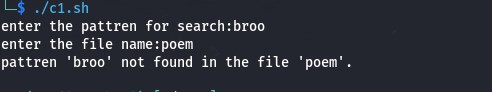 └─$ ./c1.sh
enter the pattren for search:broo
enter the file name:poem
pattren 'broo' not found in the file 'poem'.